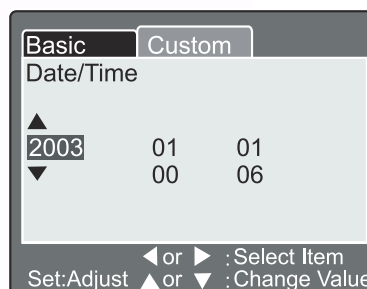 Basic Custom
Date/Time
▲
2003 01 01
▼ 00 06
◀ or ▶ :Select Item
Set:Adjust ▲ or ▼ :Change Value